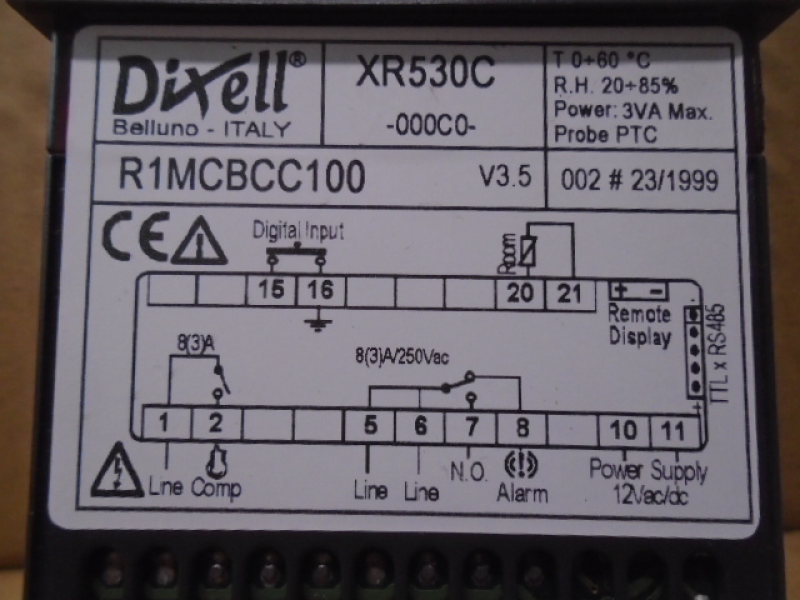 Dixell®
Belluno - ITALY
XR530C
-000C0-
T 0÷60 °C
R.H. 20÷85%
Power: 3VA Max.
Probe PTC
R1MCBCC100
V3.5
002 # 23/1999
CE
Digital Input
Room
15 16 20 21
+ -
Remote
Display
TTL x RS485
8(3)A
8(3)A/250Vac
+
1 2 5 6 7 8 10 11
Line Comp Line Line N.O. Alarm
Power Supply
12Vac/dc